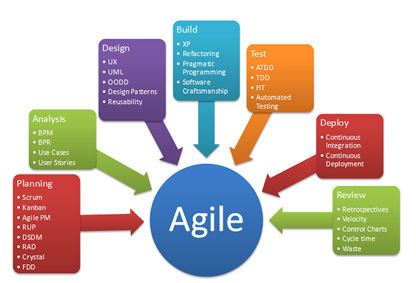 Planning
• Scrum
• Kanban
• Agile PM
• RUP
• DSDM
• RAD
• Crystal
• FDD
Analysis
• BPM
• BPR
• Use Cases
• User Stories
Design
• UX
• UML
• OODD
• Design Patterns
• Reusability
Build
• XP
• Refactoring
• Pragmatic
Programming
• Software
Craftsmanship
Test
• ATDD
• TDD
• FIT
• Automated
Testing
Deploy
• Continuous
Integration
• Continuous
Deployment
Review
• Retrospectives
• Velocity
• Control Charts
• Cycle time
• Waste
Agile